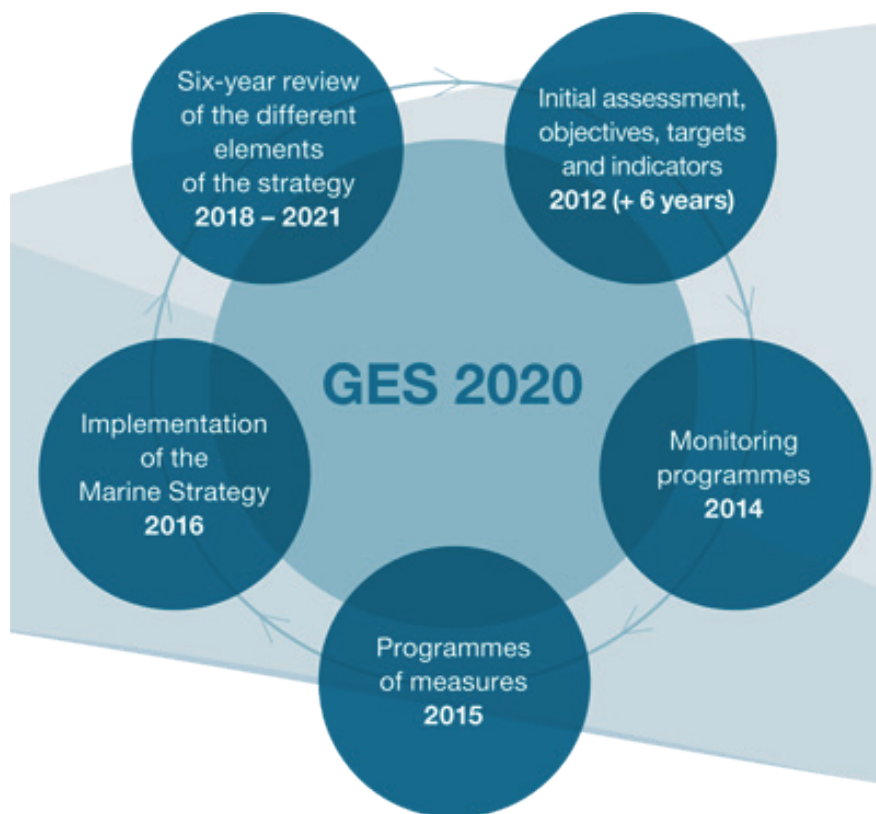 Six-year review
of the different
elements
of the strategy
2018 – 2021
Initial assessment,
objectives, targets
and indicators
2012 (+ 6 years)
GES 2020
Implementation
of the
Marine Strategy
2016
Monitoring
programmes
2014
Programmes
of measures
2015